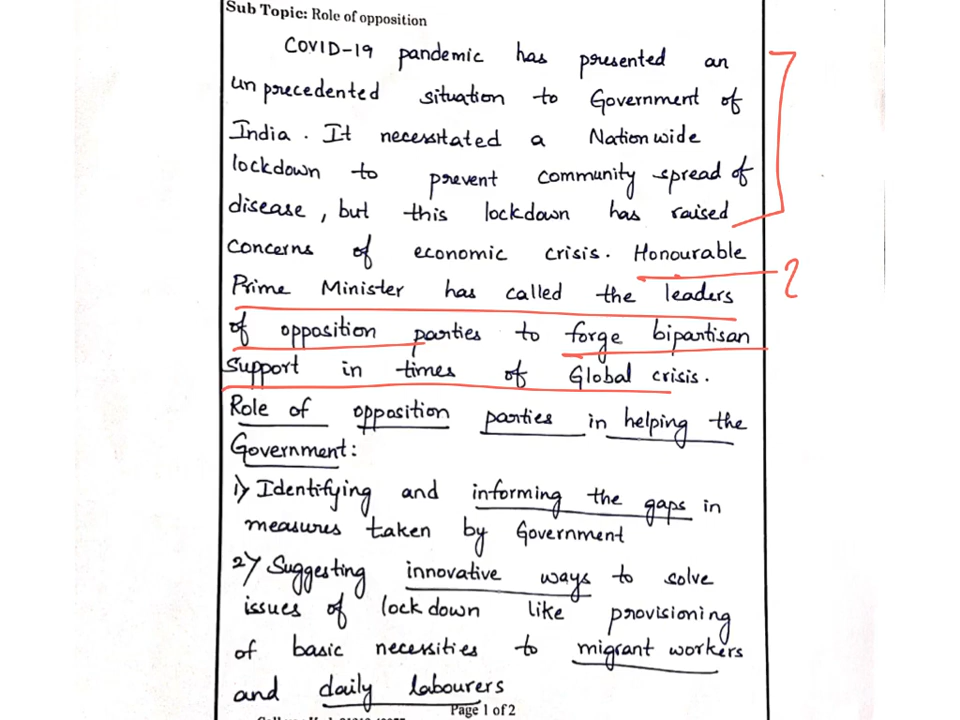 Sub Topic: Role of opposition
COVID-19 pandemic has presented an
unprecedented situation to Government of
India. It necessitated a Nationwide
lockdown to prevent community spread of
disease, but this lockdown has raised
concerns of economic crisis. Honourable
Prime Minister has called the leaders
of opposition parties to forge bipartisan
support in times of Global crisis.
Role of opposition parties in helping the
Government:
1) Identifying and informing the gaps in
measures taken by Government
2) Suggesting innovative ways to solve
issues of lockdown like provisioning
of basic necessities to migrant workers
and daily labourers
Page 1 of 2